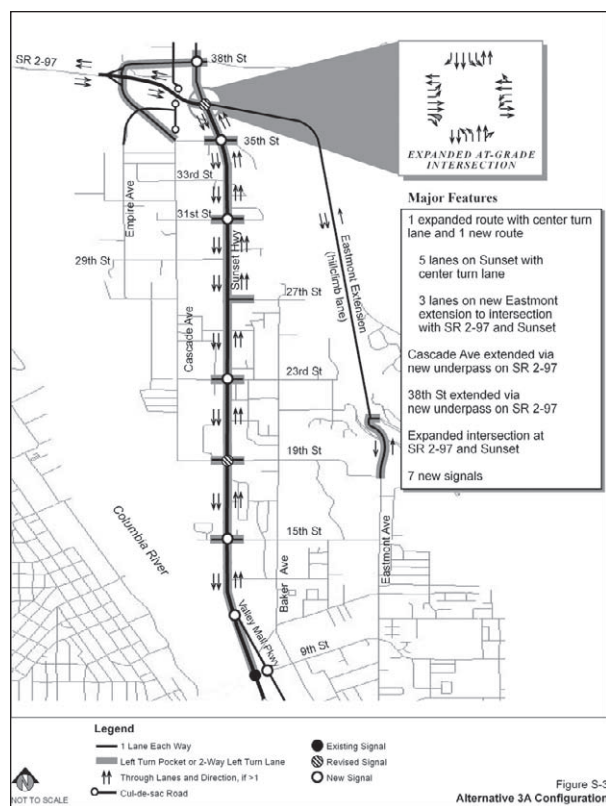 SR 2-97
38th St
EXPANDED AT-GRADE
INTERSECTION
35th St
33rd St
31st St
29th St
27th St
23rd St
19th St
15th St
9th St
Empire Ave
Cascade Ave
Sunset Hwy
Eastmont Extension
(hillclimb lane)
Columbia River
Baker Ave
Eastmont Ave
Valley Mall Pkwy
Major Features
1 expanded route with center turn
lane and 1 new route
5 lanes on Sunset with
center turn lane
3 lanes on new Eastmont
extension to intersection
with SR 2-97 and Sunset
Cascade Ave extended via
new underpass on SR 2-97
38th St extended via
new underpass on SR 2-97
Expanded intersection at
SR 2-97 and Sunset
7 new signals
Legend
1 Lane Each Way
Left Turn Pocket or 2-Way Left Turn Lane
Through Lanes and Direction, if >1
Cul-de-sac Road
Existing Signal
Revised Signal
New Signal
N
NOT TO SCALE
Figure S-3
Alternative 3A Configuration